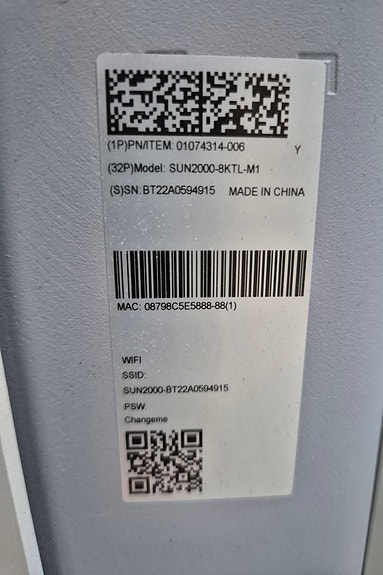 (1P)PN/ITEM: 01074314-006 Y
(32P)Model: SUN2000-8KTL-M1
(S)SN: BT22A0594915 MADE IN CHINA
MAC: 08798C5E5888-88(1)
WIFI
SSID:
SUN2000-BT22A0594915
PSW:
Changeme